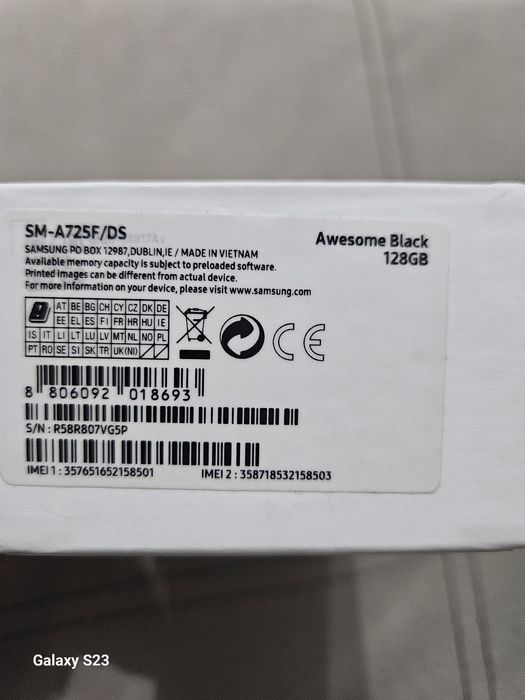 SM-A725F/DS
SAMSUNG PO BOX 12987,DUBLIN,IE / MADE IN VIETNAM
Available memory capacity is subject to preloaded software.
Printed images can be different from actual device.
For more information on your device, please visit www.samsung.com
Awesome Black
128GB
AT BE BG CH CY CZ DK DE
EE EL ES FI FR HR HU IE
IS IT LI LT LU LV MT NL NO PL
PT RO SE SI SK TR UK(NI)
CE
8 806092 018693
S/N : R58R807VG5P
IMEI 1 : 357651652158501
IMEI 2 : 358718532158503
Galaxy S23